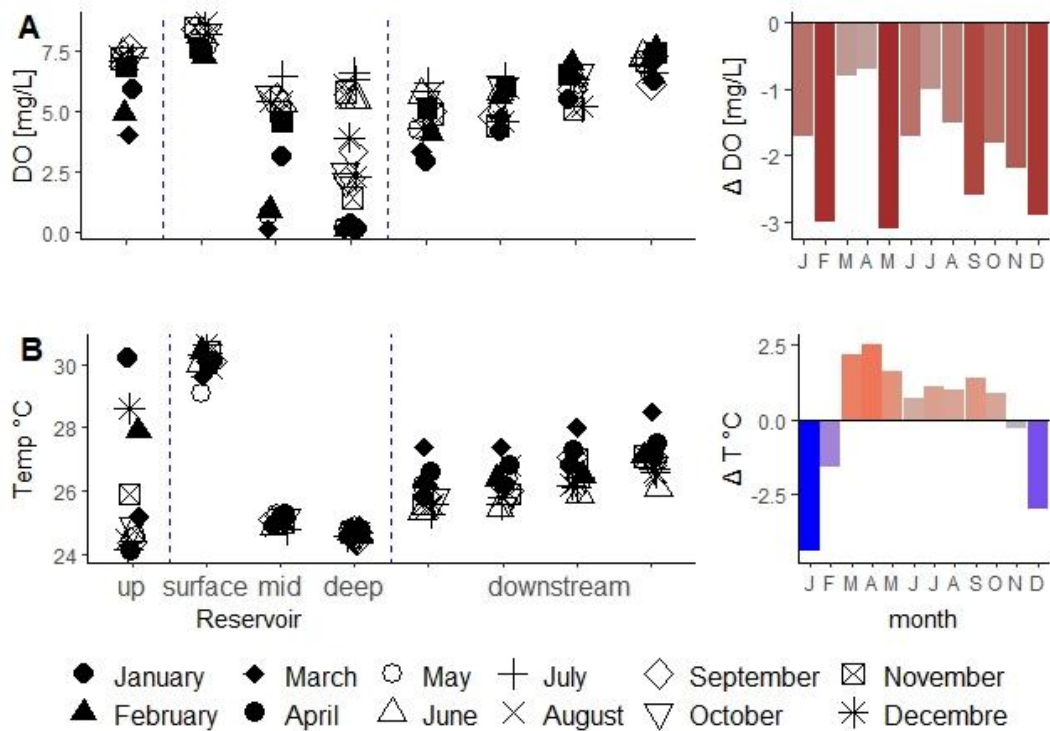 A
DO [mg/L]
7.5
5.0
2.5
0.0
Δ DO [mg/L]
0
-1
-2
-3
J F M A M J J A S O N D
B
Temp °C
30
28
26
24
up surface mid deep downstream
Reservoir
Δ T °C
2.5
0.0
-2.5
J F M A M J J A S O N D
month
January March May July September November
February April June August October Decembre